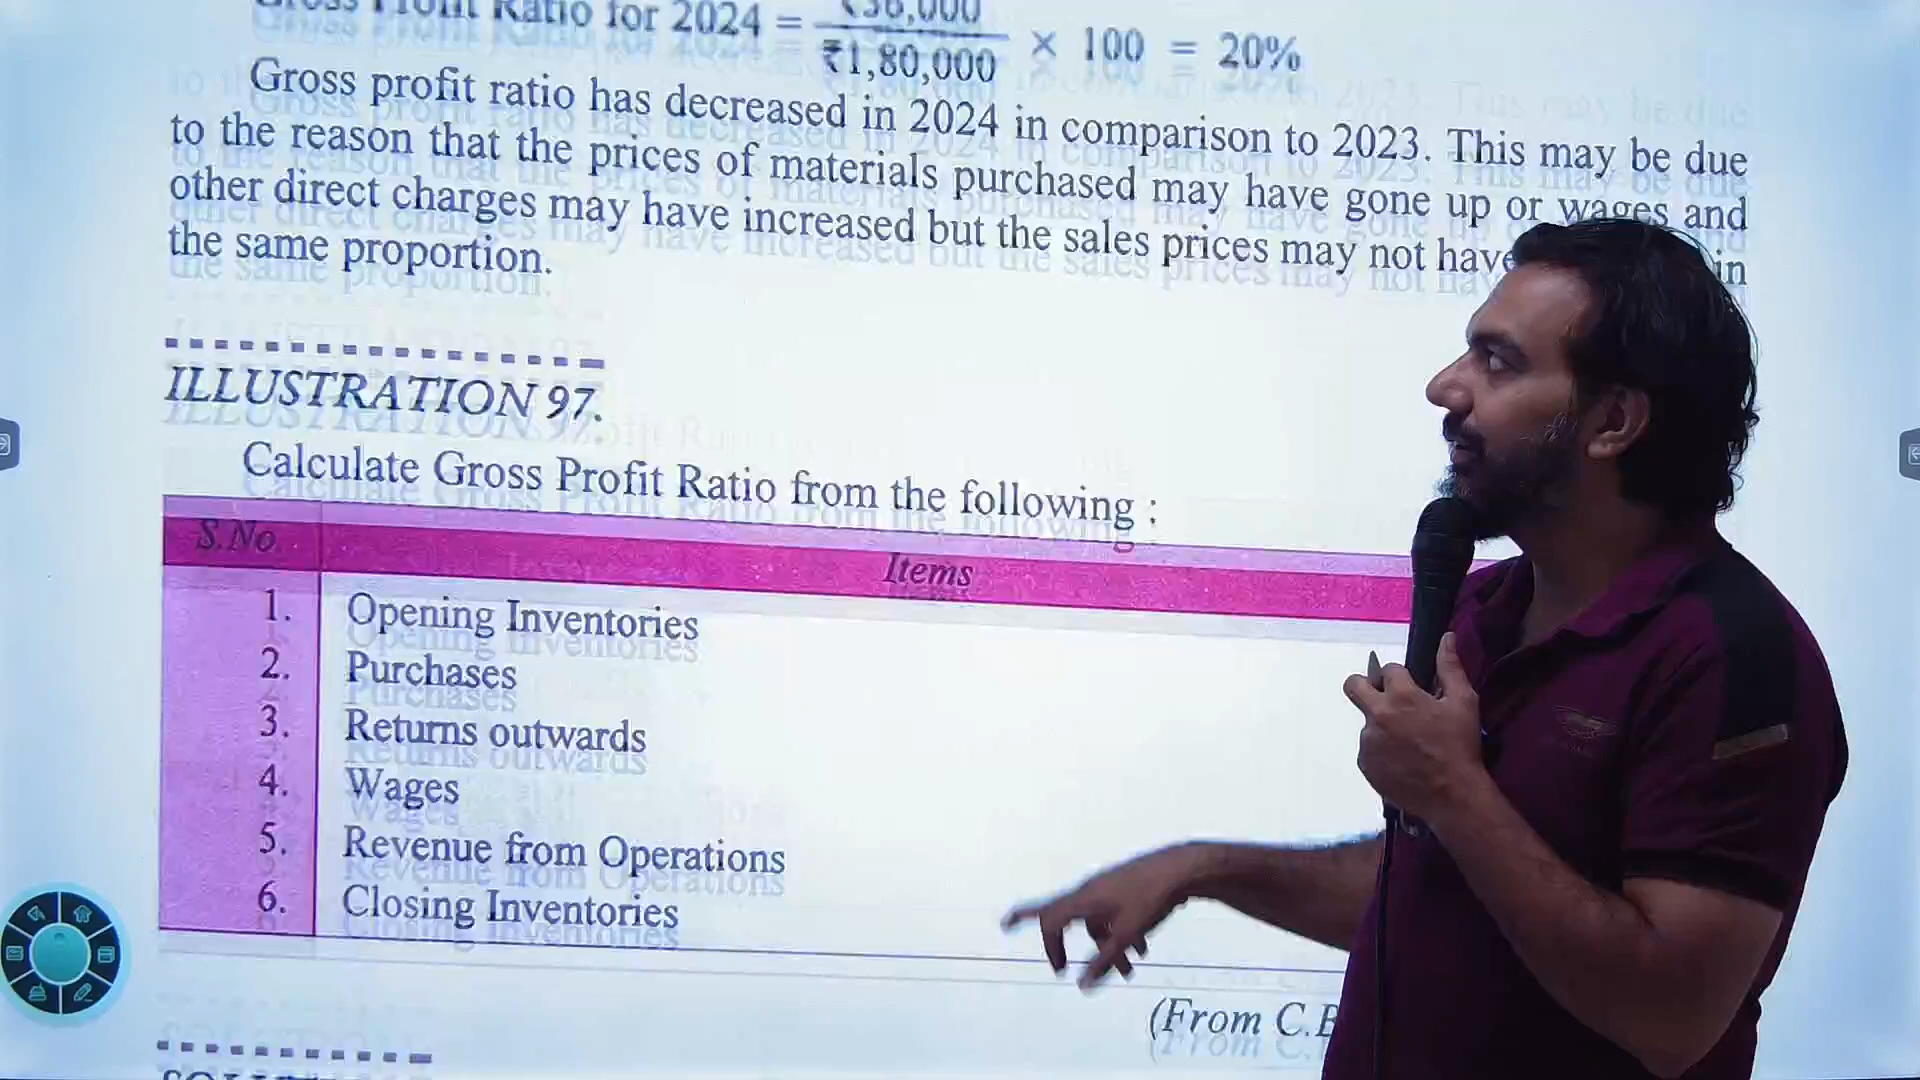 Gross Profit Ratio for 2024 = ₹36,000 / ₹1,80,000 × 100 = 20%
Gross profit ratio has decreased in 2024 in comparison to 2023. This may be due
to the reason that the prices of materials purchased may have gone up or wages and
other direct charges may have increased but the sales prices may not have in
the same proportion.
ILLUSTRATION 97.
Calculate Gross Profit Ratio from the following :
S.No. Items
1. Opening Inventories
2. Purchases
3. Returns outwards
4. Wages
5. Revenue from Operations
6. Closing Inventories
(From C.B